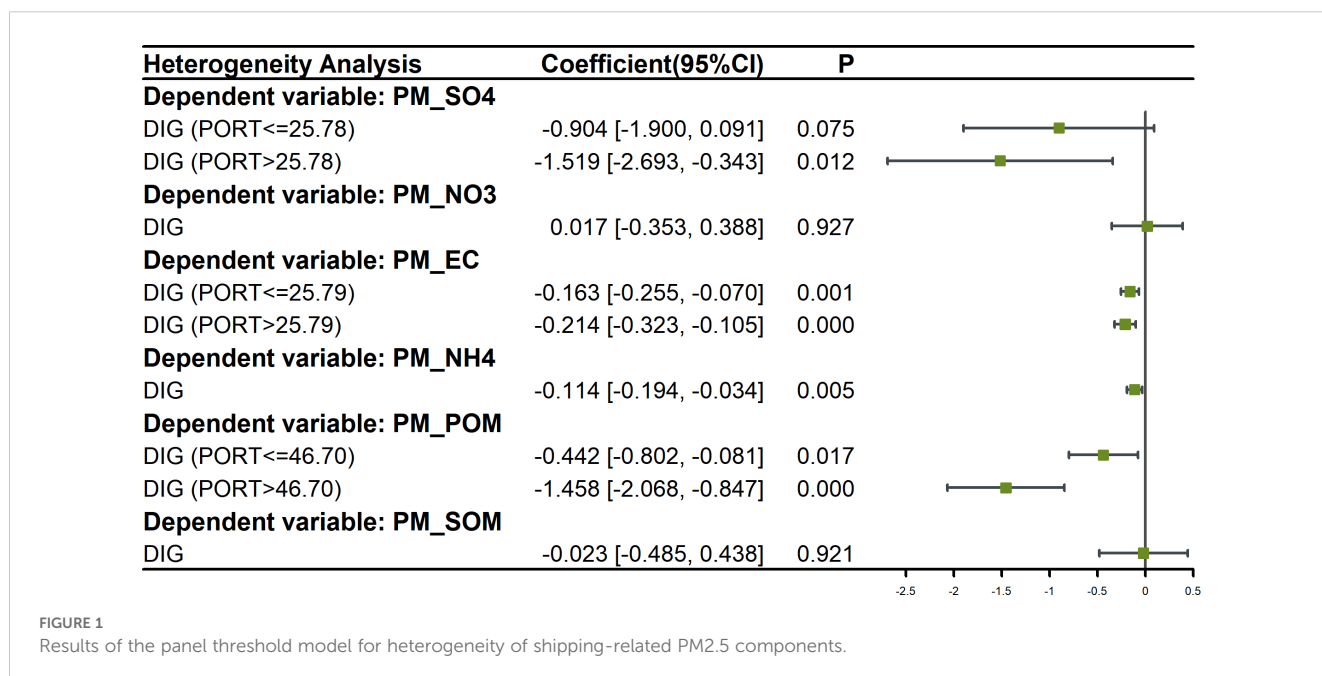 Heterogeneity Analysis Coefficient(95%CI) P
Dependent variable: PM_SO4
DIG (PORT<=25.78) -0.904 [-1.900, 0.091] 0.075
DIG (PORT>25.78) -1.519 [-2.693, -0.343] 0.012
Dependent variable: PM_NO3
DIG 0.017 [-0.353, 0.388] 0.927
Dependent variable: PM_EC
DIG (PORT<=25.79) -0.163 [-0.255, -0.070] 0.001
DIG (PORT>25.79) -0.214 [-0.323, -0.105] 0.000
Dependent variable: PM_NH4
DIG -0.114 [-0.194, -0.034] 0.005
Dependent variable: PM_POM
DIG (PORT<=46.70) -0.442 [-0.802, -0.081] 0.017
DIG (PORT>46.70) -1.458 [-2.068, -0.847] 0.000
Dependent variable: PM_SOM
DIG -0.023 [-0.485, 0.438] 0.921
-2.5 -2 -1.5 -1 -0.5 0 0.5
FIGURE 1
Results of the panel threshold model for heterogeneity of shipping-related PM2.5 components.